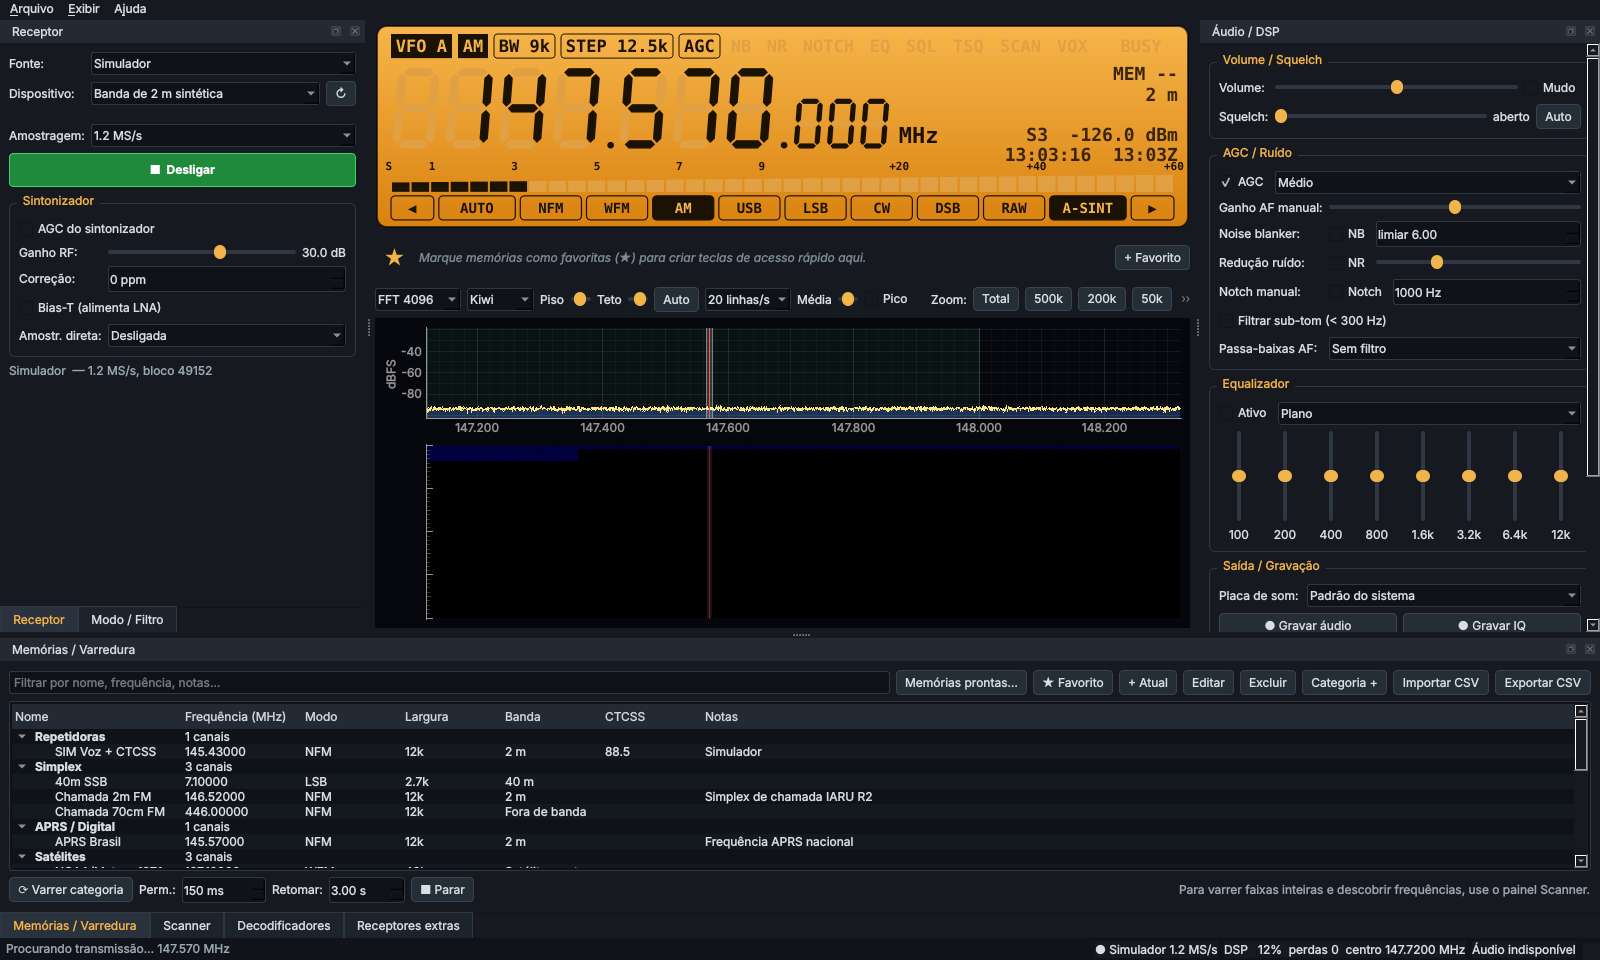 Arquivo Exibir Ajuda
Receptor
Fonte: Simulador
Dispositivo: Banda de 2 m sintética
Amostragem: 1.2 MS/s
Desligar
Sintonizador
AGC do sintonizador
Ganho RF: 30.0 dB
Correção: 0 ppm
Bias-T (alimenta LNA)
Amostr. direta: Desligada
Simulador — 1.2 MS/s, bloco 49152
Receptor Modo / Filtro
VFO A AM BW 9k STEP 12.5k AGC NB NR NOTCH EQ SQL TSQ SCAN VOX BUSY
MEM --
2 m
147.570.000 MHz
S3 -126.0 dBm
13:03:16 13:03Z
S 1 3 5 7 9 +20 +40 +60
◄ AUTO NFM WFM AM USB LSB CW DSB RAW A-SINT ►
★ Marque memórias como favoritas (★) para criar teclas de acesso rápido aqui. + Favorito
FFT 4096 Kiwi Piso Teto Auto 20 linhas/s Média Pico Zoom: Total 500k 200k 50k »
dBFS
-40
-60
-80
147.200 147.400 147.600 147.800 148.000 148.200
Áudio / DSP
Volume / Squelch
Volume: Mudo
Squelch: aberto Auto
AGC / Ruído
✓ AGC Médio
Ganho AF manual:
Noise blanker: NB limiar 6.00
Redução ruído: NR
Notch manual: Notch 1000 Hz
Filtrar sub-tom (< 300 Hz)
Passa-baixas AF: Sem filtro
Equalizador
Ativo Plano
100 200 400 800 1.6k 3.2k 6.4k 12k
Saída / Gravação
Placa de som: Padrão do sistema
● Gravar áudio ● Gravar IQ
Memórias / Varredura
Filtrar por nome, frequência, notas... Memórias prontas... ★ Favorito + Atual Editar Excluir Categoria + Importar CSV Exportar CSV
Nome Frequência (MHz) Modo Largura Banda CTCSS Notas
Repetidoras 1 canais
SIM Voz + CTCSS 145.43000 NFM 12k 2 m 88.5 Simulador
Simplex 3 canais
40m SSB 7.10000 LSB 2.7k 40 m
Chamada 2m FM 146.52000 NFM 12k 2 m Simplex de chamada IARU R2
Chamada 70cm FM 446.00000 NFM 12k Fora de banda
APRS / Digital 1 canais
APRS Brasil 145.57000 NFM 12k 2 m Frequência APRS nacional
Satélites 3 canais
⟳ Varrer categoria Perm.: 150 ms Retomar: 3.00 s Parar Para varrer faixas inteiras e descobrir frequências, use o painel Scanner.
Memórias / Varredura Scanner Decodificadores Receptores extras
Procurando transmissão... 147.570 MHz ● Simulador 1.2 MS/s DSP 12% perdas 0 centro 147.7200 MHz Áudio indisponível